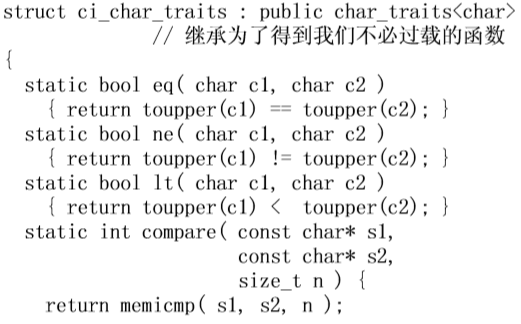 struct ci_char_traits : public char_traits<char>
// 继承为了得到我们不必过载的函数
{
static bool eq( char c1, char c2 )
{ return toupper(c1) == toupper(c2); }
static bool ne( char c1, char c2 )
{ return toupper(c1) != toupper(c2); }
static bool lt( char c1, char c2 )
{ return toupper(c1) <  toupper(c2); }
static int compare( const char* s1,
const char* s2,
size_t n ) {
return memicmp( s1, s2, n );